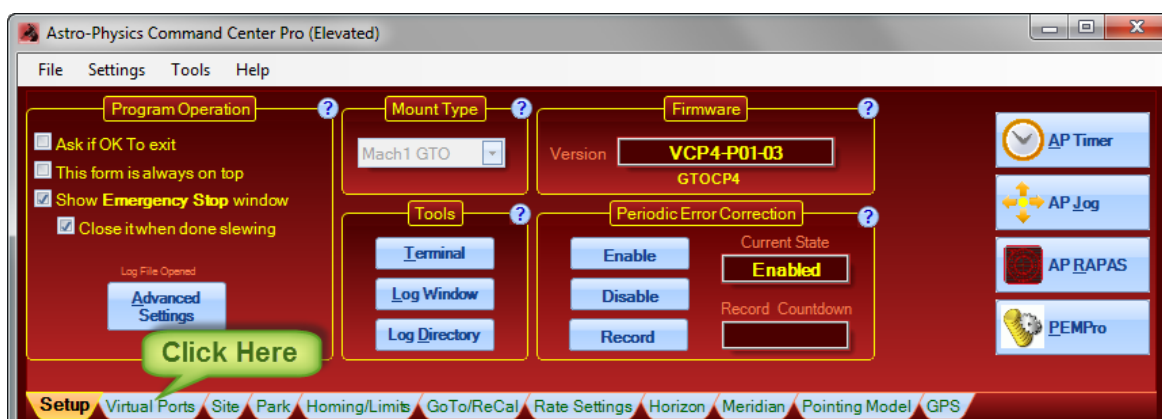 Astro-Physics Command Center Pro (Elevated)
File Settings Tools Help
Program Operation ?
Ask if OK To exit
This form is always on top
Show Emergency Stop window
Close it when done slewing
Log File Opened
Advanced
Settings
Click Here
Mount Type ?
Mach1 GTO
Tools ?
Terminal
Log Window
Log Directory
Firmware ?
Version VCP4-P01-03
GTOCP4
Periodic Error Correction ?
Enable
Disable
Record
Current State
Enabled
Record Countdown
AP Timer
AP Jog
AP RAPAS
PEMPro
Setup Virtual Ports Site Park Homing/Limits GoTo/ReCal Rate Settings Horizon Meridian Pointing Model GPS